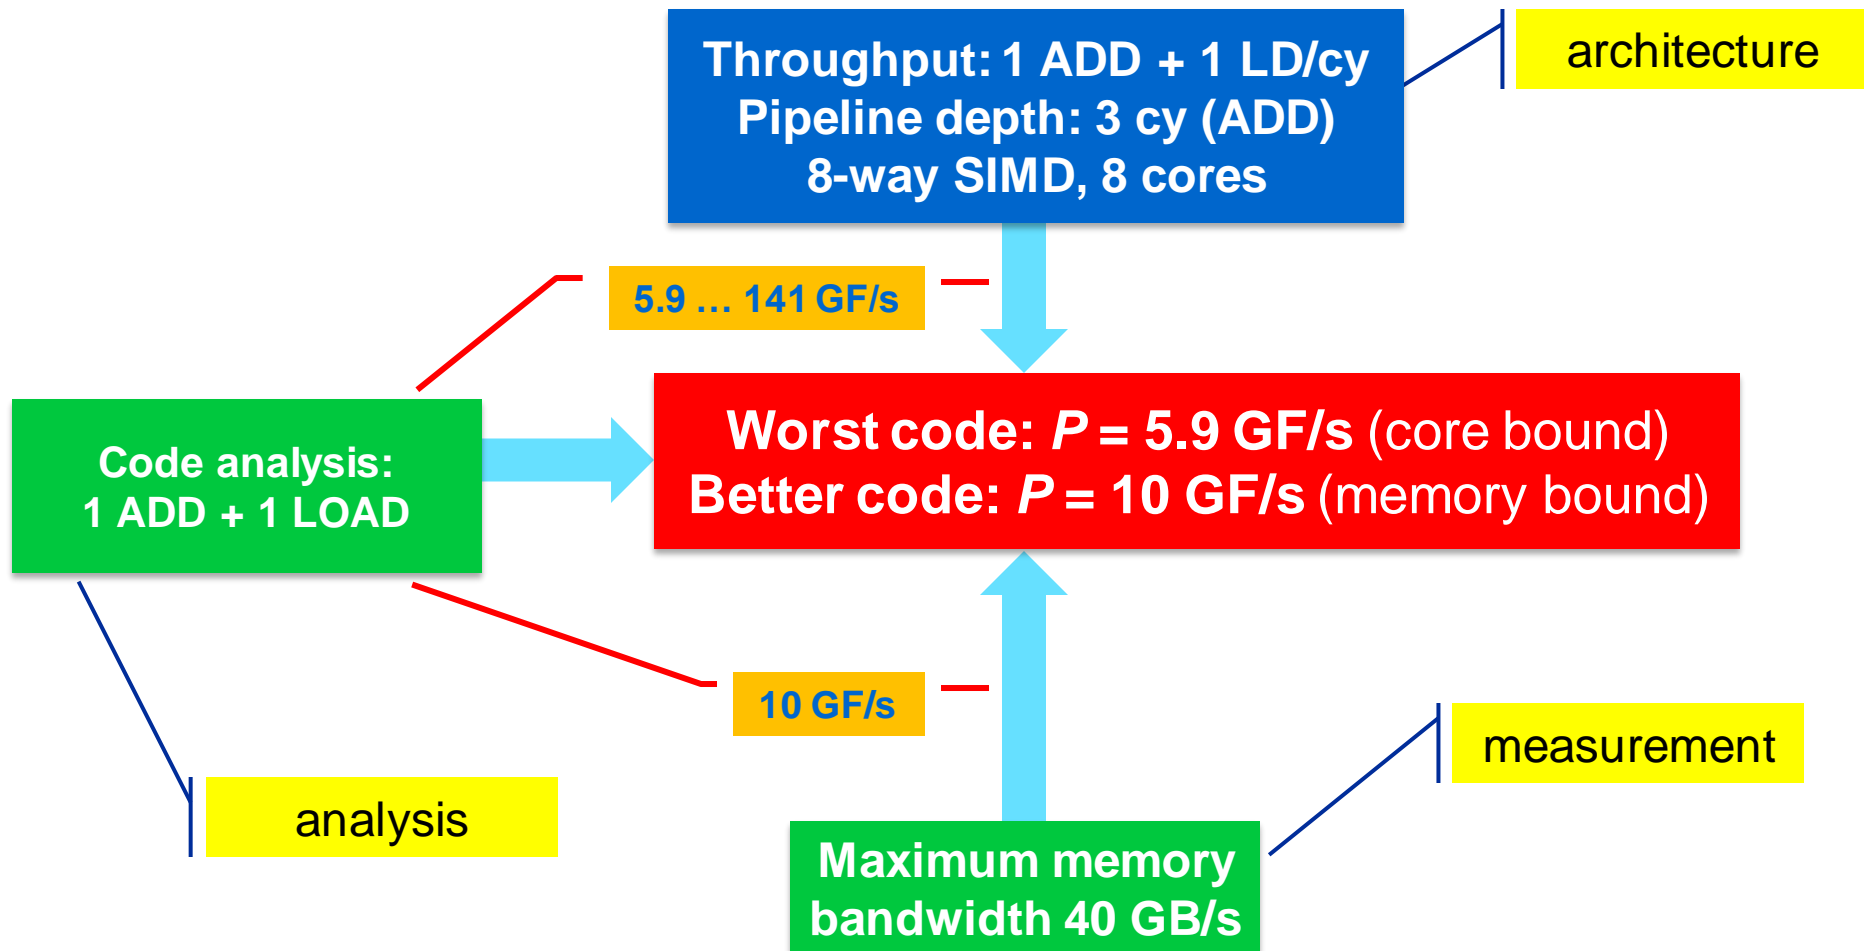 Throughput: 1 ADD + 1 LD/cy
Pipeline depth: 3 cy (ADD)
8-way SIMD, 8 cores
architecture
5.9 … 141 GF/s
Code analysis:
1 ADD + 1 LOAD
Worst code: P = 5.9 GF/s (core bound)
Better code: P = 10 GF/s (memory bound)
10 GF/s
measurement
analysis
Maximum memory
bandwidth 40 GB/s